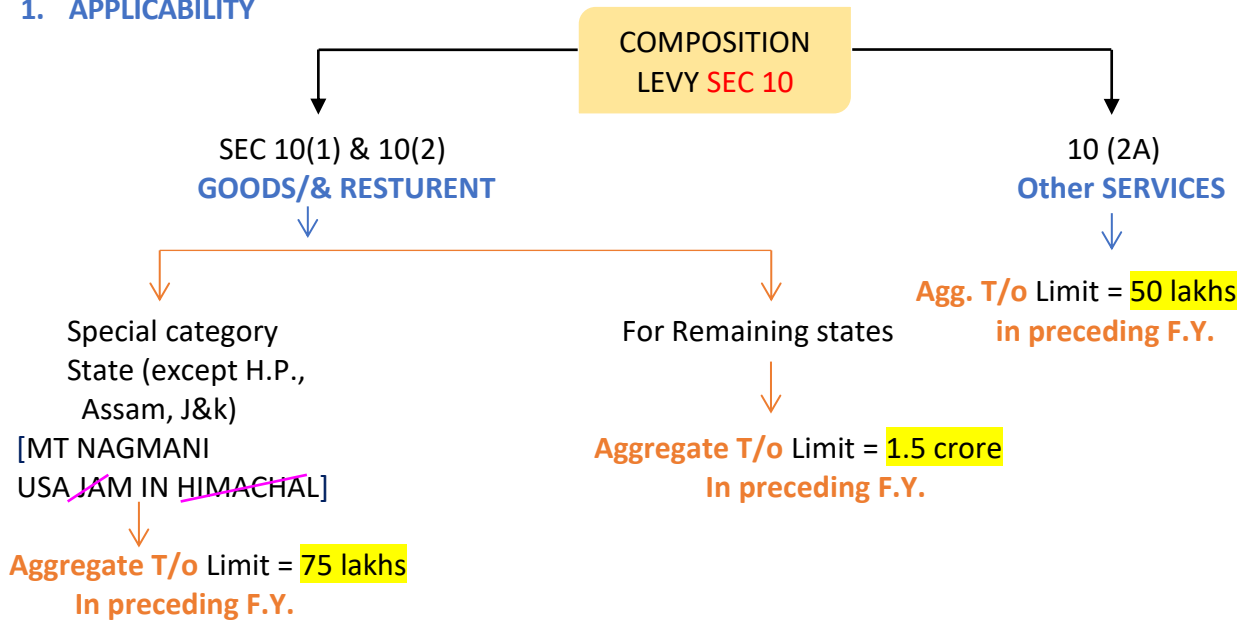 1. APPLICABILITY
COMPOSITION
LEVY SEC 10
SEC 10(1) & 10(2)
GOODS/& RESTURENT
10 (2A)
Other SERVICES
Special category
State (except H.P.,
Assam, J&k)
[MT NAGMANI
USA JAM IN HIMACHAL]
Aggregate T/o Limit = 75 lakhs
In preceding F.Y.
For Remaining states
Aggregate T/o Limit = 1.5 crore
In preceding F.Y.
Agg. T/o Limit = 50 lakhs
in preceding F.Y.